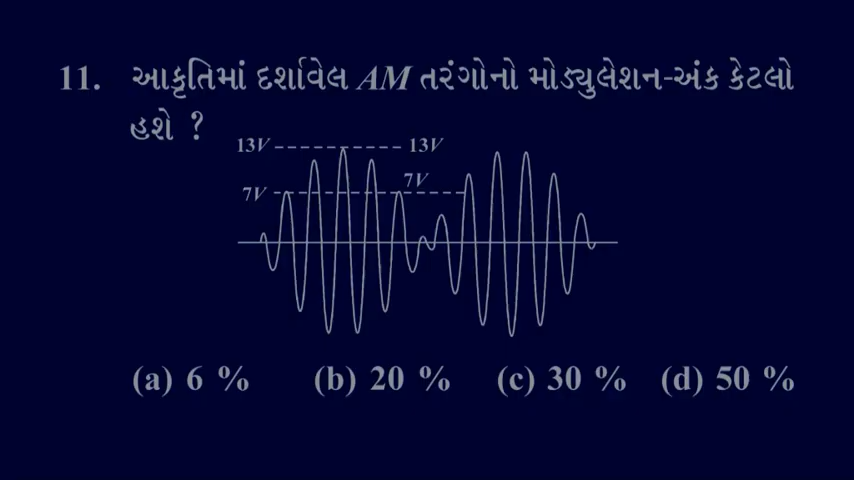 11. આકૃતિમાં દર્શાવેલ AM તરંગોનો મોડ્યુલેશન-અંક કેટલો
હશે ?
13V 13V
7V 7V
(a) 6 % (b) 20 % (c) 30 % (d) 50 %